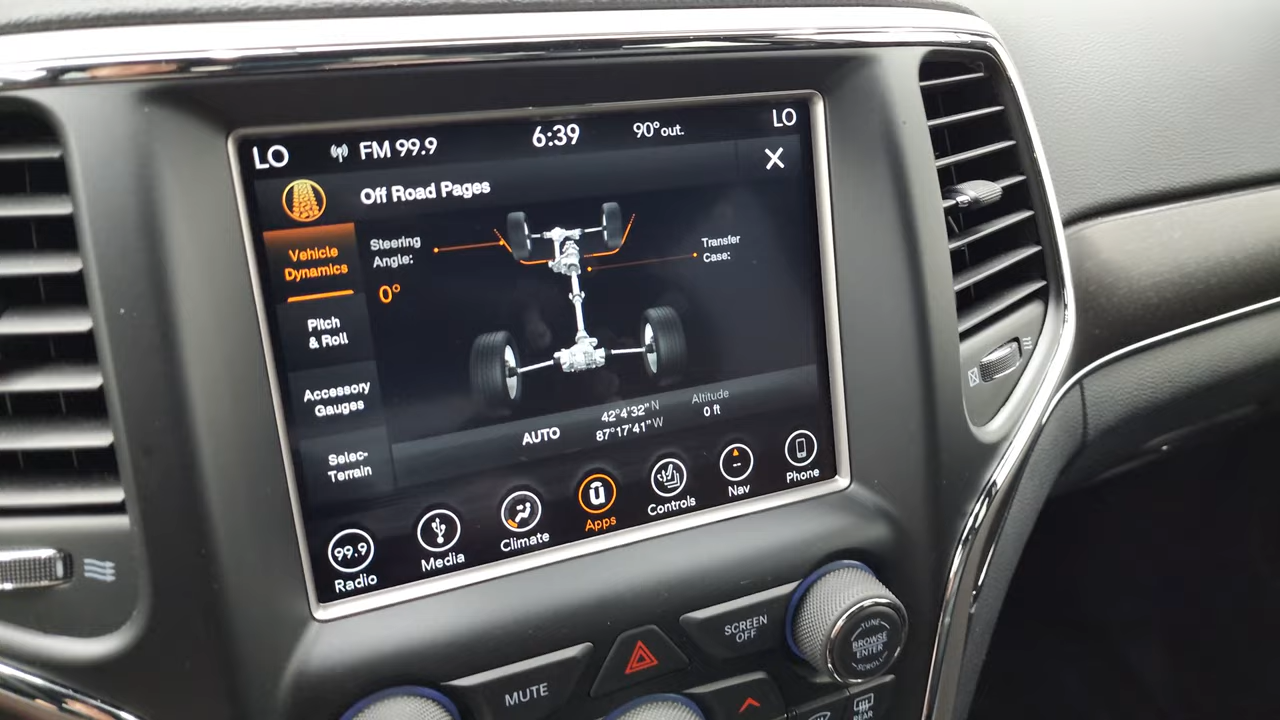 LO
FM 99.9
6:39
90°out.
LO
Off Road Pages
X
Vehicle
Dynamics
Steering
Angle:
0°
Transfer
Case:
Pitch
& Roll
Accessory
Gauges
Selec-
Terrain
AUTO
42°4'32"N
87°17'41"W
Altitude
0 ft
99.9
Radio
Media
Climate
Apps
Controls
--
Nav
Phone
SCREEN
OFF
MUTE
TUNE
BROWSE
ENTER
SCROLL
REAR